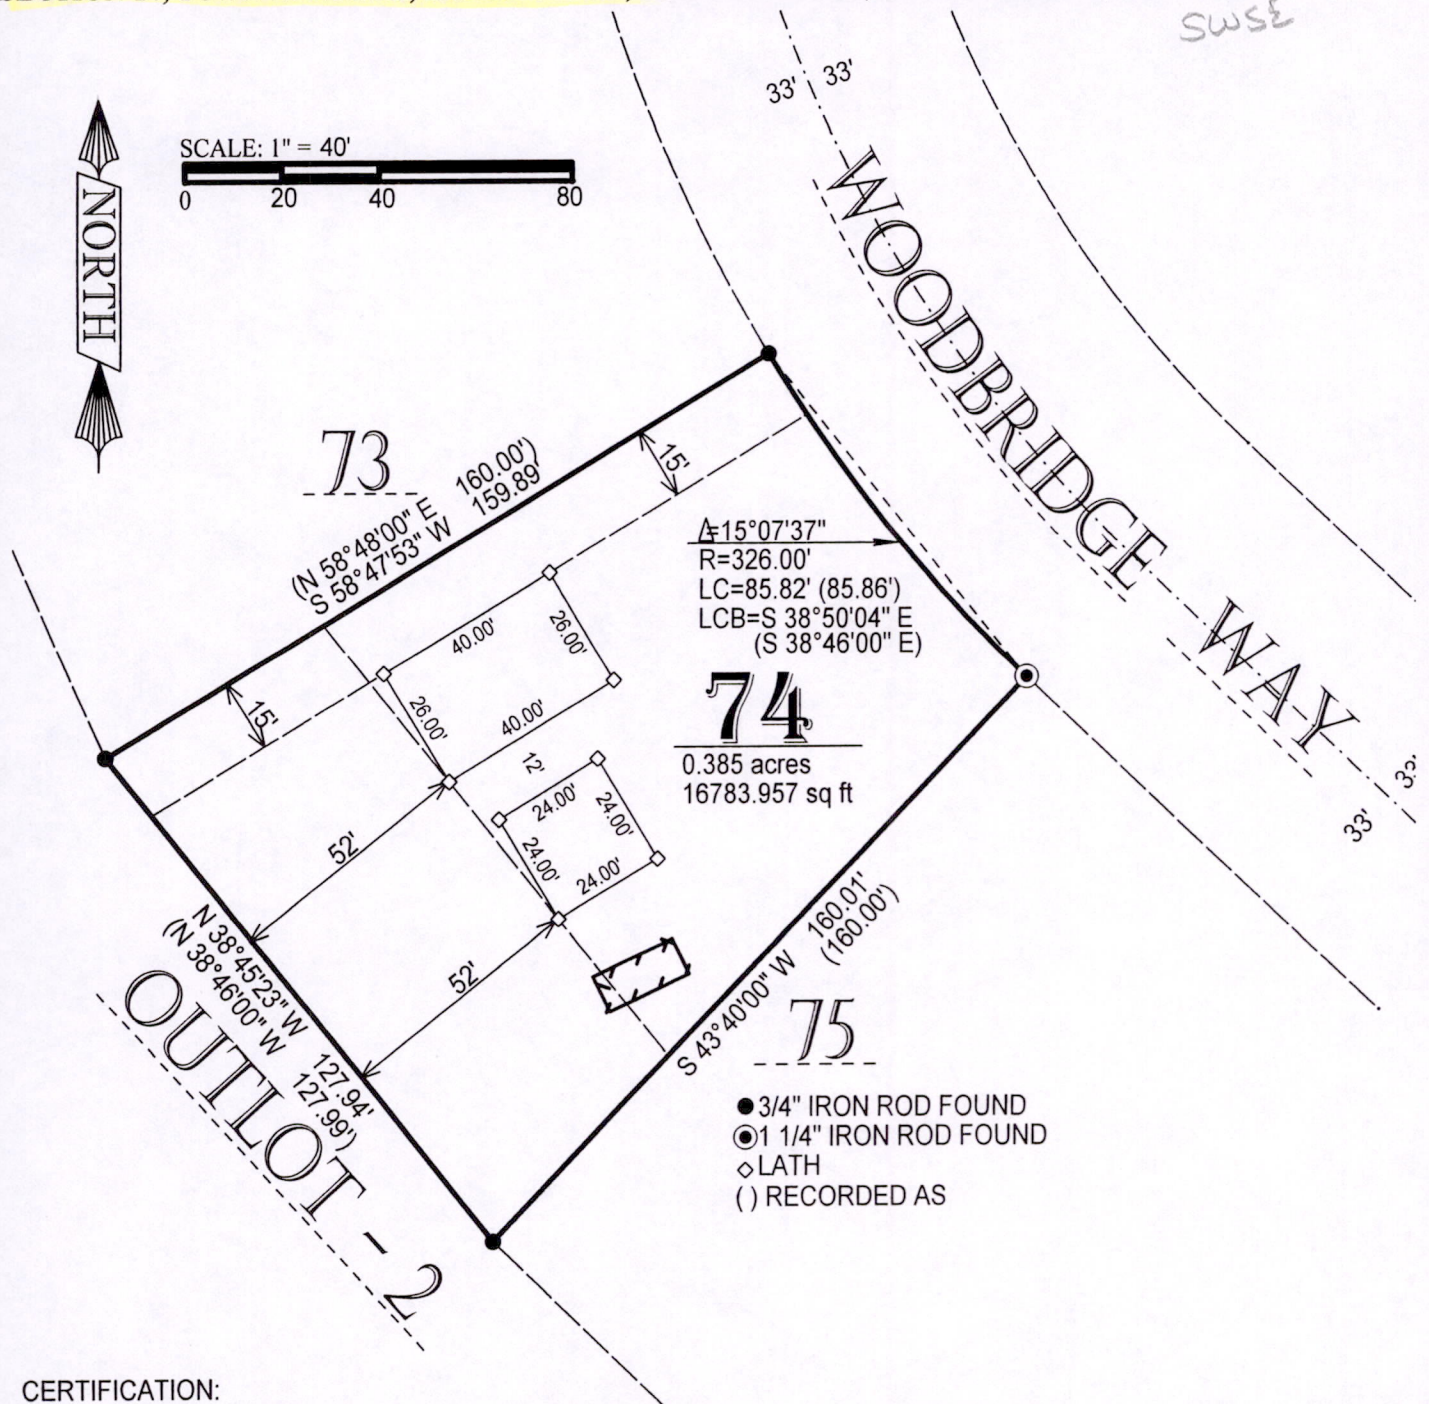 SWSE
33' 33'
SCALE: 1" = 40'
0 20 40 80
NORTH
WOODBRIDGE WAY
73
(N 58°48'00" E 160.00')
S 58°47'53" W 159.89'
15'
Δ=15°07'37"
R=326.00'
LC=85.82' (85.86')
LCB=S 38°50'04" E
(S 38°46'00" E)
40.00'
26.00'
26.00'
40.00'
15'
74
0.385 acres
16783.957 sq ft
12'
24.00'
24.00'
24.00'
24.00'
52'
52'
33'
33'
N 38°45'23" W 127.94'
(N 38°46'00" W 127.99')
OUTLOT - 2
S 43°40'00" W 160.01'
(160.00')
75
3/4" IRON ROD FOUND
1 1/4" IRON ROD FOUND
LATH
( ) RECORDED AS
CERTIFICATION: